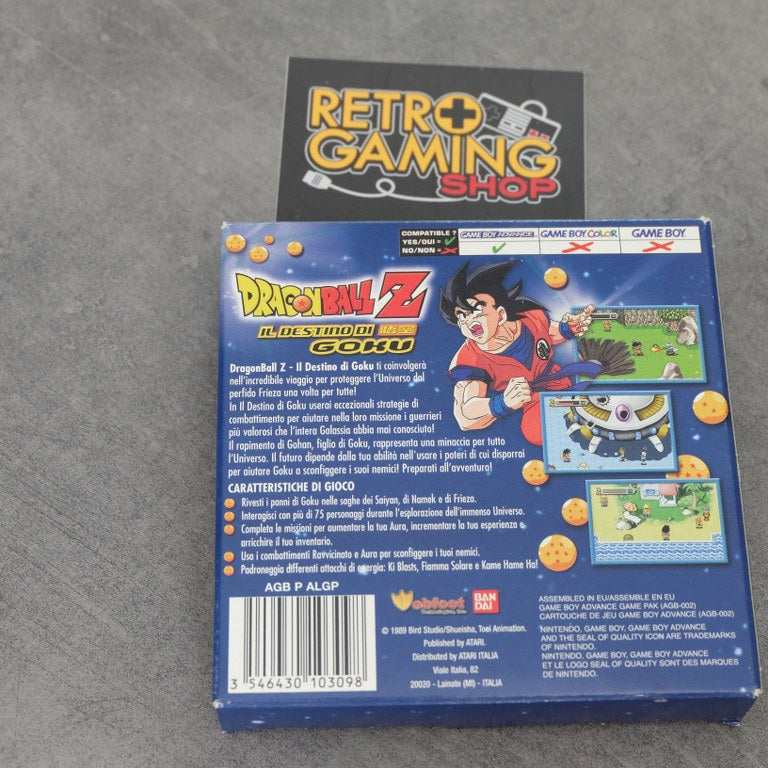 RETRO
GAMING
SHOP
COMPATIBLE ?
YES/OUI =
NO/NON =
GAME BOY ADVANCE
GAME BOY COLOR
GAME BOY
DRAGONBALL Z
IL DESTINO DI 悟空
GOKU
DragonBall Z - Il Destino di Goku ti coinvolgerà
nell'incredibile viaggio per proteggere l'Universo dal
perfido Frieza una volta per tutte!
In Il Destino di Goku userai eccezionali strategie di
combattimento per aiutare nella loro missione i guerrieri
più valorosi che l'intera Galassia abbia mai conosciuto!
Il rapimento di Gohan, figlio di Goku, rappresenta una minaccia per tutto
l'Universo. Il futuro dipende dalla tua abilità nell'usare i poteri di cui disporrai
per aiutare Goku a sconfiggere i suoi nemici! Preparati all'avventura!
CARATTERISTICHE DI GIOCO
Rivesti i panni di Goku nelle saghe dei Saiyan, di Namek e di Frieza.
Interagisci con più di 75 personaggi durante l'esplorazione dell'immenso Universo.
Completa le missioni per aumentare la tua Aura, incrementare la tua esperienza e
arricchire il tuo inventario.
Usa i combattimenti Ravvicinato e Aura per sconfiggere i tuoi nemici.
Padroneggia differenti attacchi di energia: Ki Blasts, Fiamma Solare e Kame Hame Ha!
AGB P ALGP
3 546430 103098
Webfoot
Technologies, Inc.
BAN
DAI
© 1989 Bird Studio/Shueisha, Toei Animation.
Published by ATARI.
Distributed by ATARI ITALIA
Viale Italia, 82
20020 - Lainate (MI) - ITALIA
ASSEMBLED IN EU/ASSEMBLE EN EU
GAME BOY ADVANCE GAME PAK (AGB-002)
CARTOUCHE DE JEU GAME BOY ADVANCE (AGB-002)
NINTENDO, GAME BOY, GAME BOY ADVANCE
AND THE SEAL OF QUALITY ICON ARE TRADEMARKS
OF NINTENDO.
NINTENDO, GAME BOY, GAME BOY ADVANCE
ET LE LOGO SEAL OF QUALITY SONT DES MARQUES
DE NINTENDO.